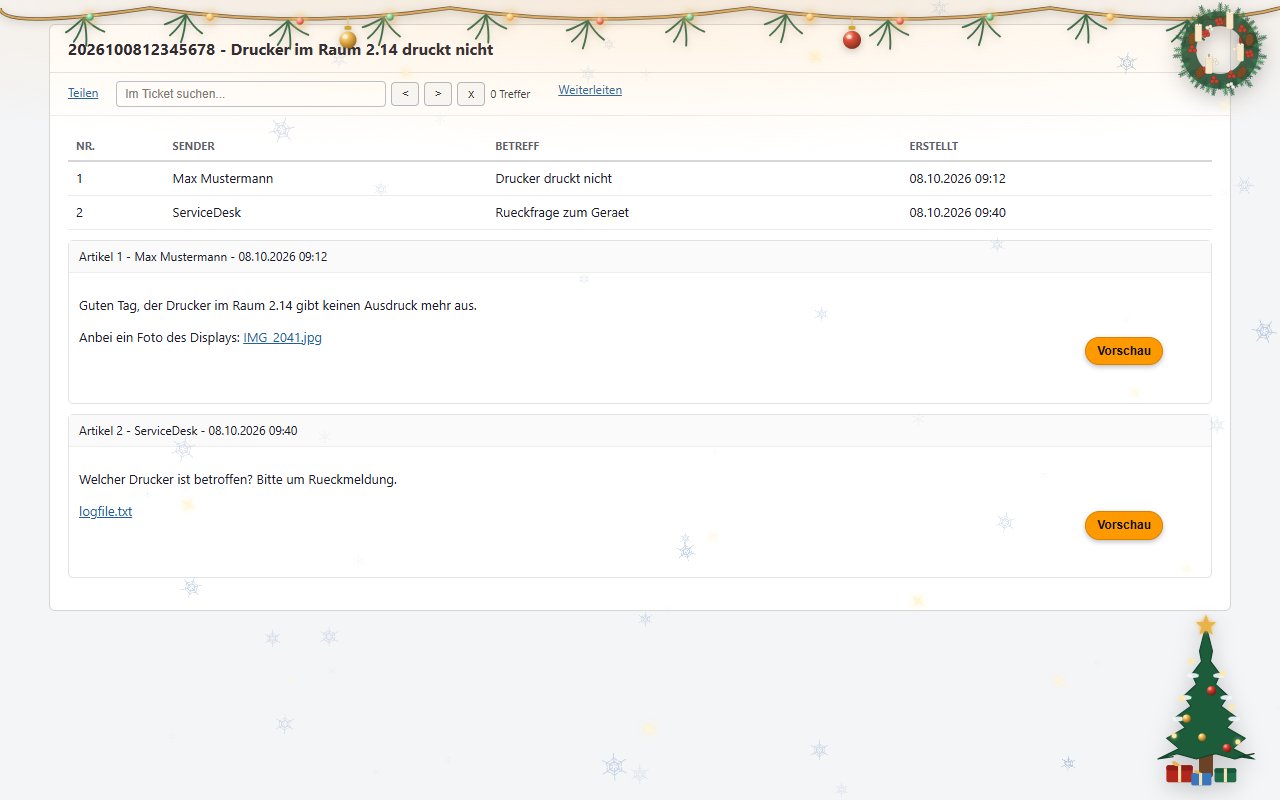 2026100812345678 - Drucker im Raum 2.14 druckt nicht
Teilen Im Ticket suchen... < > x 0 Treffer Weiterleiten
NR. SENDER BETREFF ERSTELLT
1 Max Mustermann Drucker druckt nicht 08.10.2026 09:12
2 ServiceDesk Rueckfrage zum Geraet 08.10.2026 09:40
Artikel 1 - Max Mustermann - 08.10.2026 09:12
Guten Tag, der Drucker im Raum 2.14 gibt keinen Ausdruck mehr aus.
Anbei ein Foto des Displays: IMG_2041.jpg
Vorschau
Artikel 2 - ServiceDesk - 08.10.2026 09:40
Welcher Drucker ist betroffen? Bitte um Rueckmeldung.
logfile.txt
Vorschau